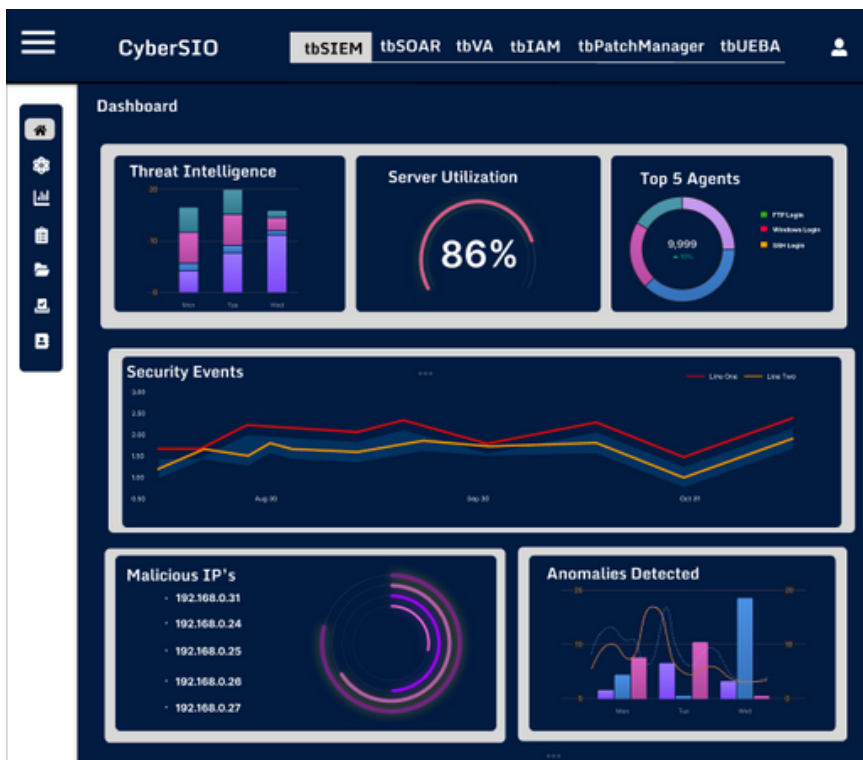 CyberSIO
tbSIEM tbSOAR tbVA tbIAM tbPatchManager tbUEBA
Dashboard
Threat Intelligence
20
10
0
Mon Tue Wed
Server Utilization
86%
Top 5 Agents
9,999
▲ 10%
FTP Login
Windows Login
SSH Login
Security Events
Line One Line Two
3.00
2.50
2.00
1.50
1.00
0.50
Aug 30 Sep 30 Oct 31
Malicious IP's
· 192.168.0.31
· 192.168.0.24
· 192.168.0.25
· 192.168.0.26
· 192.168.0.27
Anomalies Detected
20
10 10
Mon Tue Wed